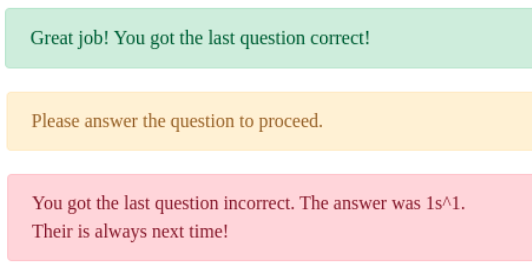 Great job! You got the last question correct!
Please answer the question to proceed.
You got the last question incorrect. The answer was 1s^1.
Their is always next time!